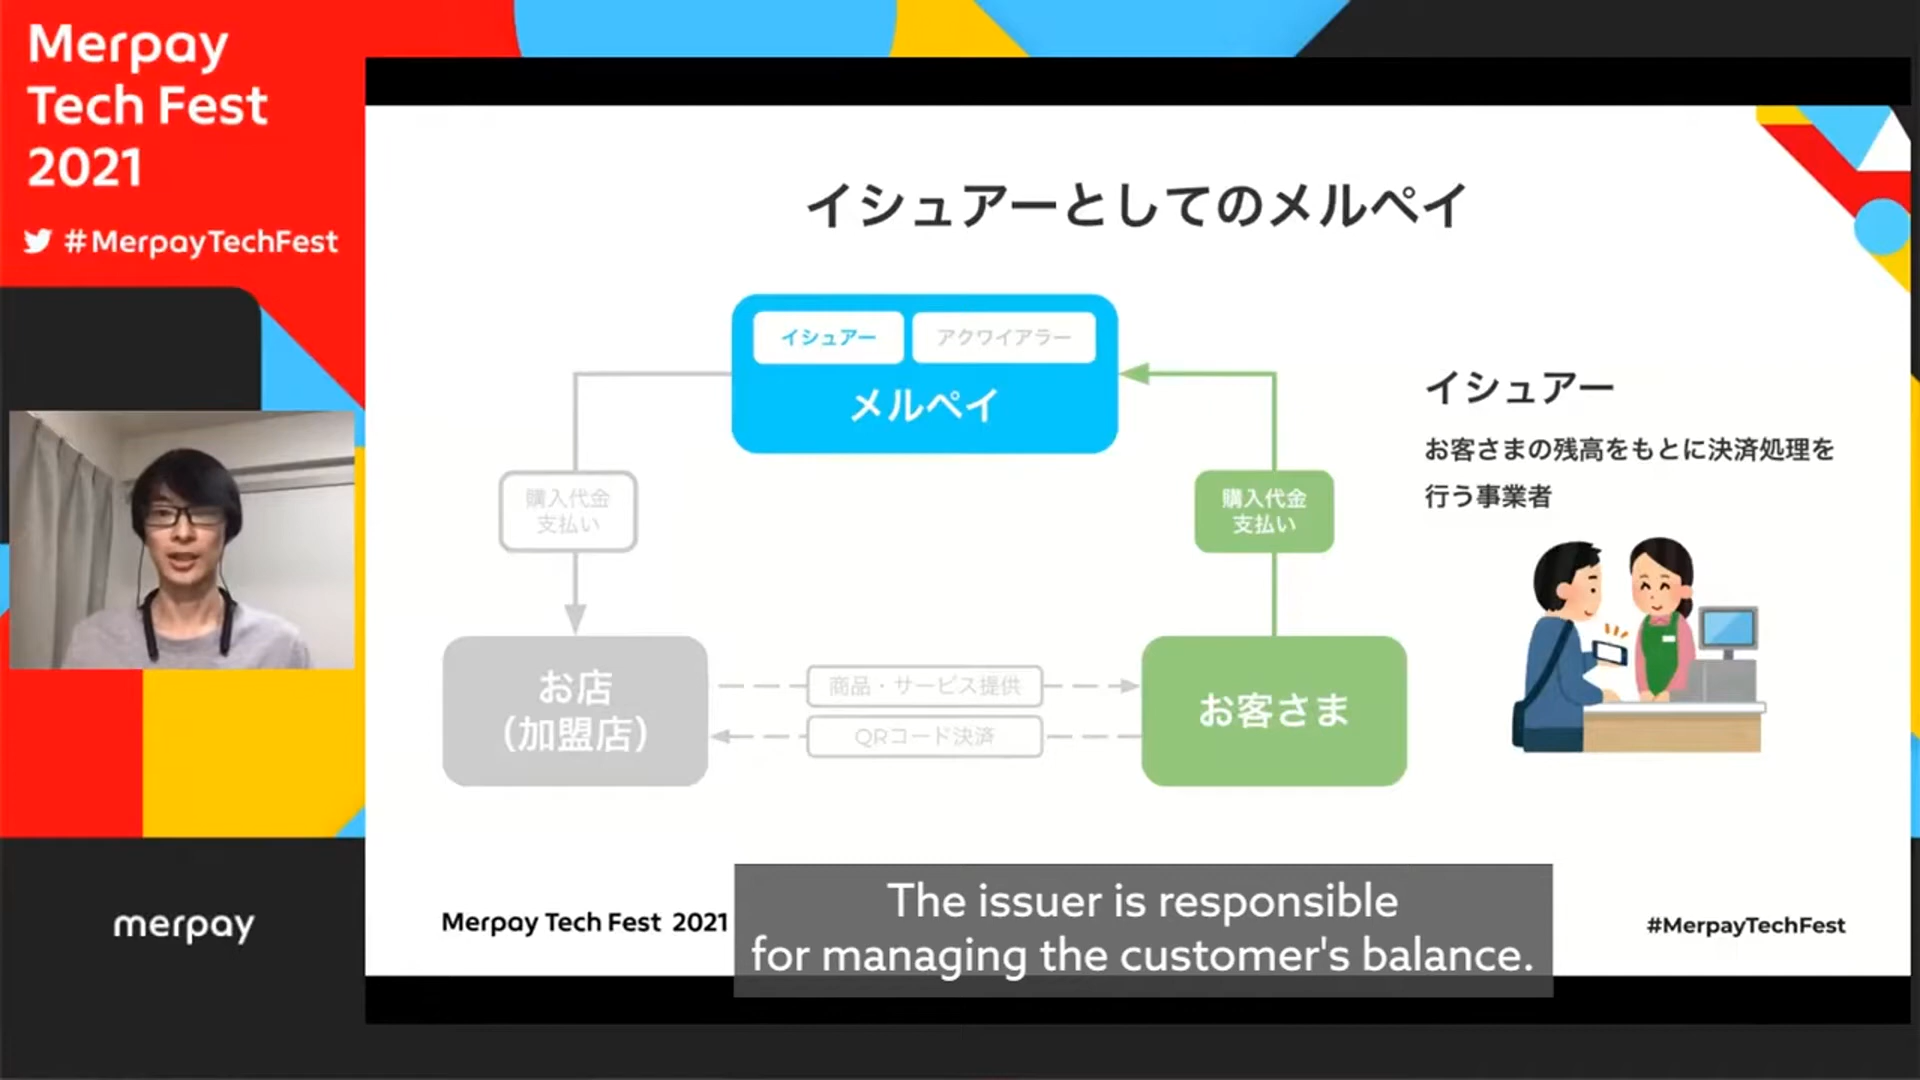 Merpay
Tech Fest
2021
#MerpayTechFest
merpay
イシュアーとしてのメルペイ
イシュアー
アクワイアラー
メルペイ
購入代金
支払い
購入代金
支払い
お店
(加盟店)
商品・サービス提供
QRコード決済
お客さま
イシュアー
お客さまの残高をもとに決済処理を
行う事業者
Merpay Tech Fest 2021
#MerpayTechFest
The issuer is responsible
for managing the customer's balance.